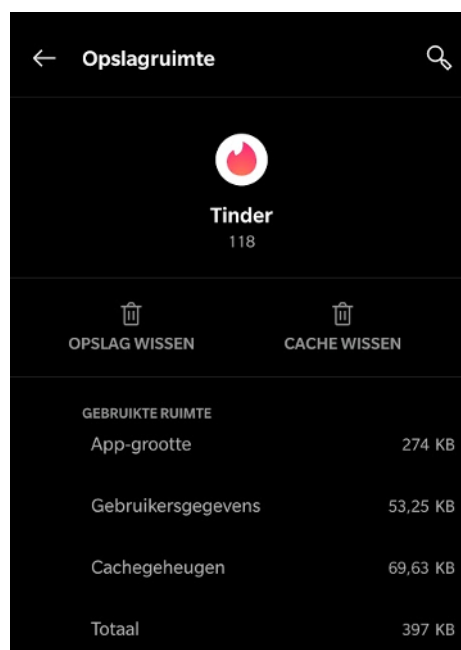 Opslagruimte
Tinder
118
OPSLAG WISSEN CACHE WISSEN
GEBRUIKTE RUIMTE
App-grootte 274 KB
Gebruikersgegevens 53,25 KB
Cachegeheugen 69,63 KB
Totaal 397 KB